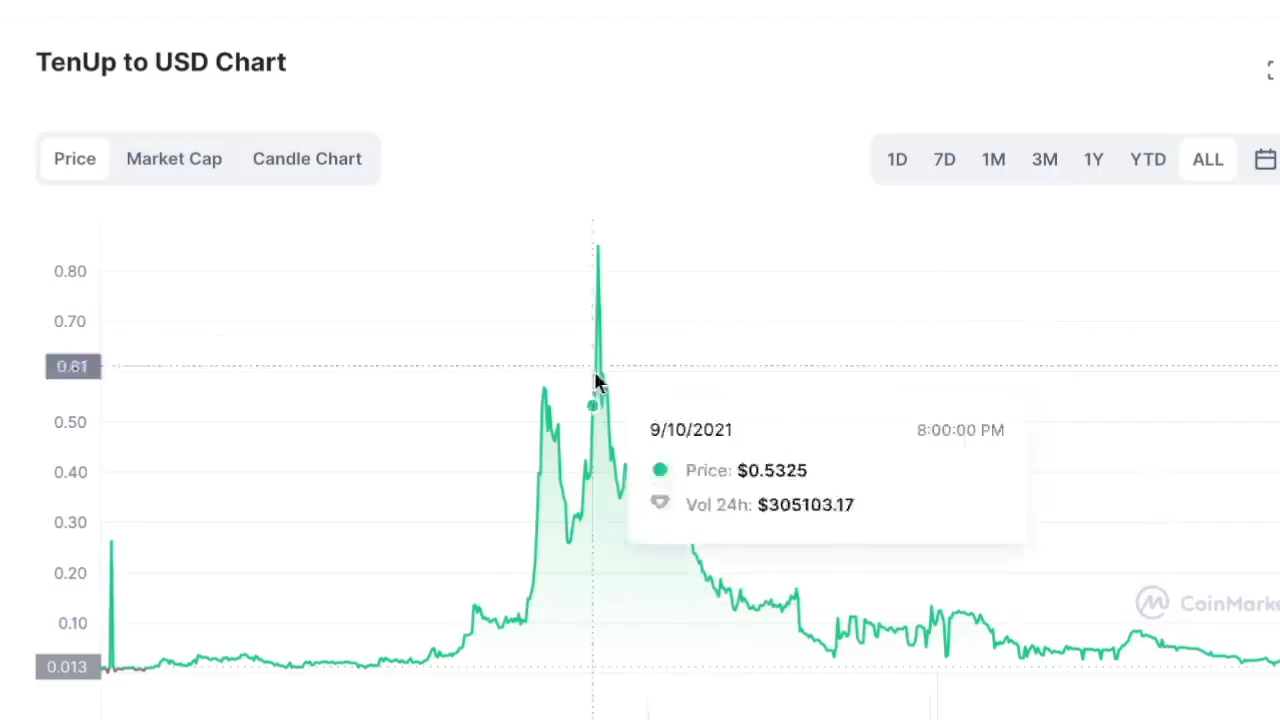 TenUp to USD Chart
Price Market Cap Candle Chart
1D 7D 1M 3M 1Y YTD ALL
0.80
0.70
0.61
0.50
0.40
0.30
0.20
0.10
0.013
9/10/2021 8:00:00 PM
Price: $0.5325
Vol 24h: $305103.17
CoinMarke